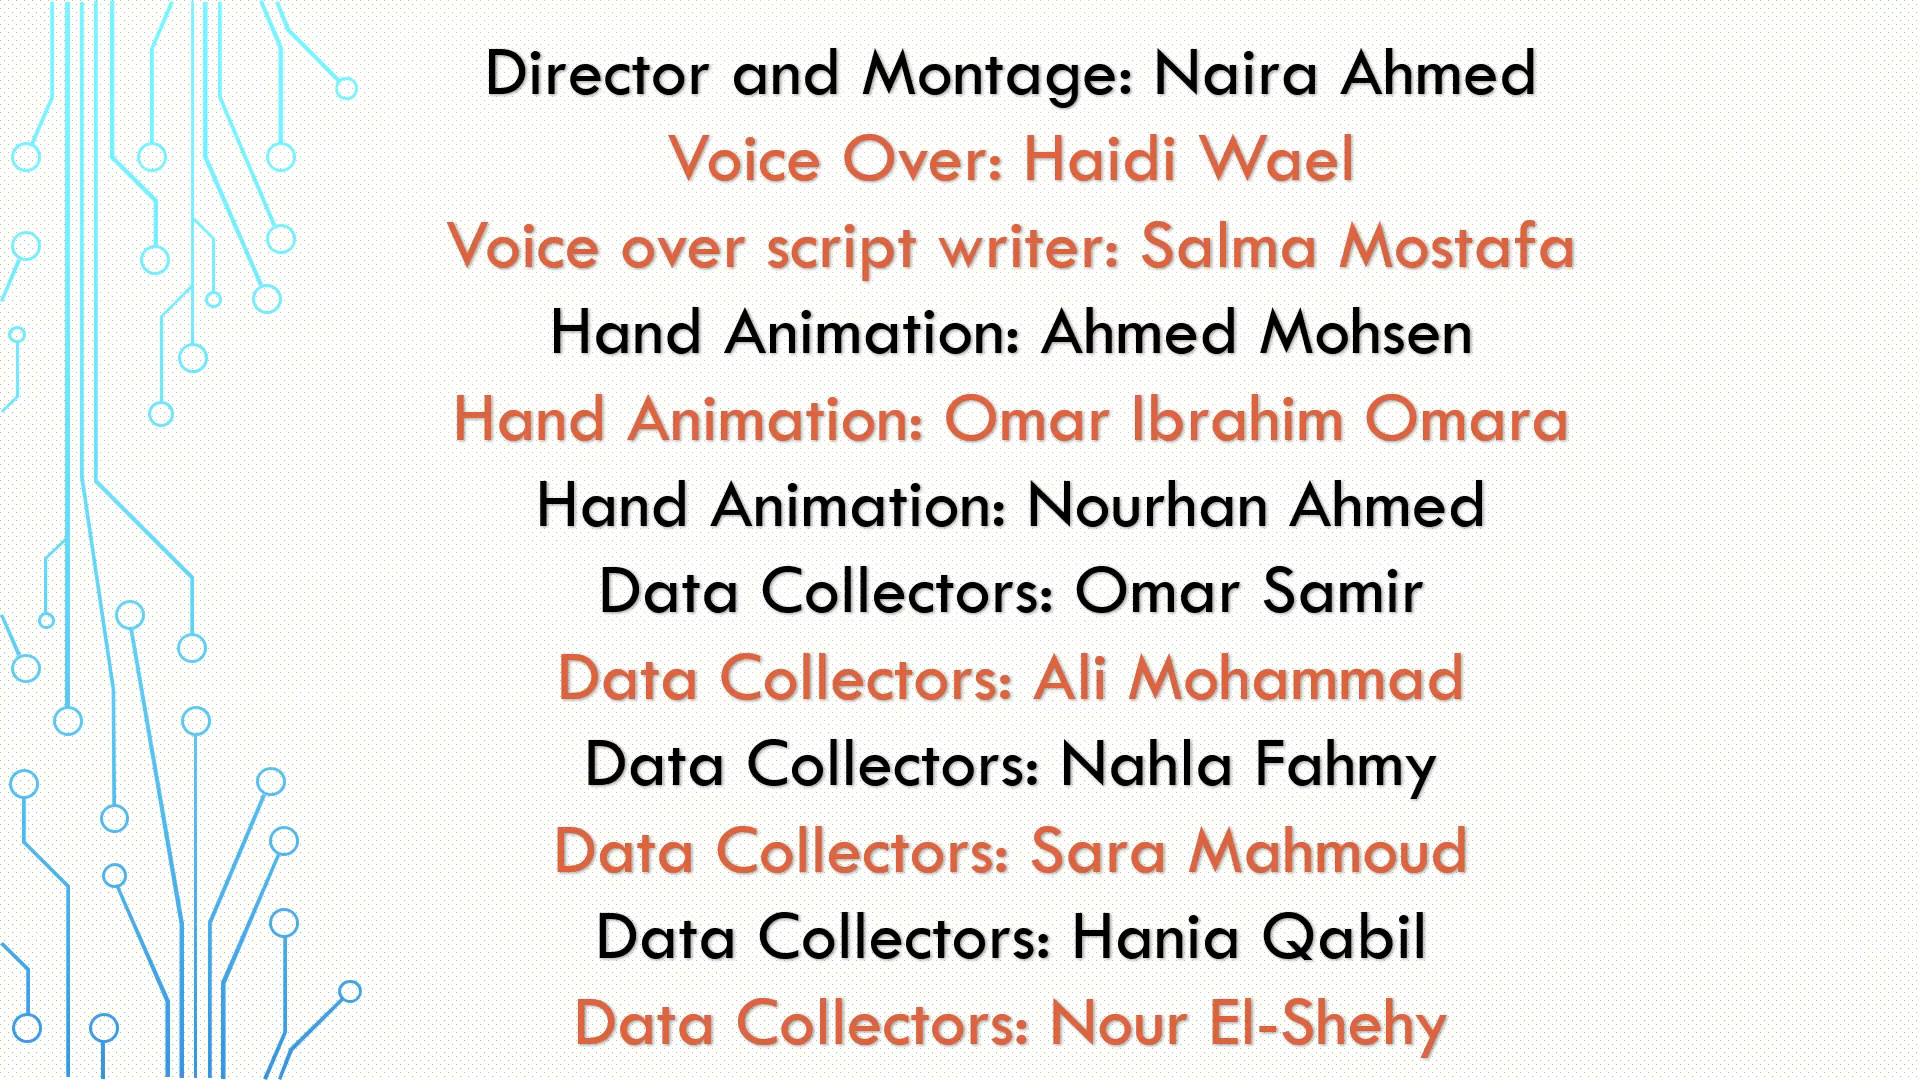 Director and Montage: Naira Ahmed
Voice Over: Haidi Wael
Voice over script writer: Salma Mostafa
Hand Animation: Ahmed Mohsen
Hand Animation: Omar Ibrahim Omara
Hand Animation: Nourhan Ahmed
Data Collectors: Omar Samir
Data Collectors: Ali Mohammad
Data Collectors: Nahla Fahmy
Data Collectors: Sara Mahmoud
Data Collectors: Hania Qabil
Data Collectors: Nour El-Shehy